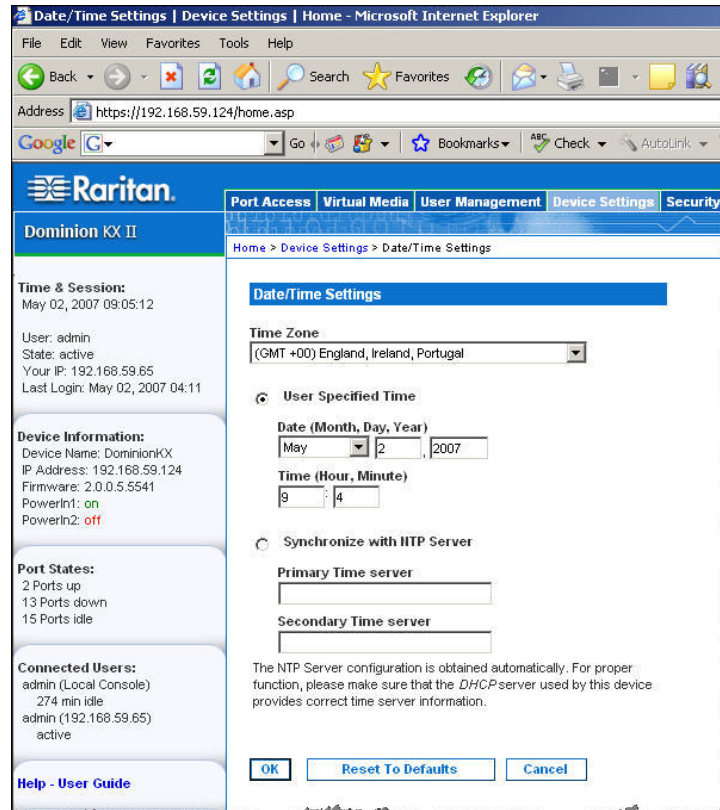 Date/Time Settings | Device Settings | Home - Microsoft Internet Explorer
File Edit View Favorites Tools Help
Back Search Favorites
Address https://192.168.59.124/home.asp
Google G Go Bookmarks ABC Check AutoLink
Raritan.
Port Access Virtual Media User Management Device Settings Security
Dominion KX II
Home > Device Settings > Date/Time Settings
Time & Session:
May 02, 2007 09:05:12
User: admin
State: active
Your IP: 192.168.59.65
Last Login: May 02, 2007 04:11
Device Information:
Device Name: DominionKX
IP Address: 192.168.59.124
Firmware: 2.0.0.5.5541
PowerIn1: on
PowerIn2: off
Port States:
2 Ports up
13 Ports down
15 Ports idle
Connected Users:
admin (Local Console)
274 min idle
admin (192.168.59.65)
active
Help - User Guide
Date/Time Settings
Time Zone
(GMT +00) England, Ireland, Portugal
User Specified Time
Date (Month, Day, Year)
May 2 , 2007
Time (Hour, Minute)
9 : 4
Synchronize with NTP Server
Primary Time server
Secondary Time server
The NTP Server configuration is obtained automatically. For proper
function, please make sure that the DHCP server used by this device
provides correct time server information.
OK Reset To Defaults Cancel